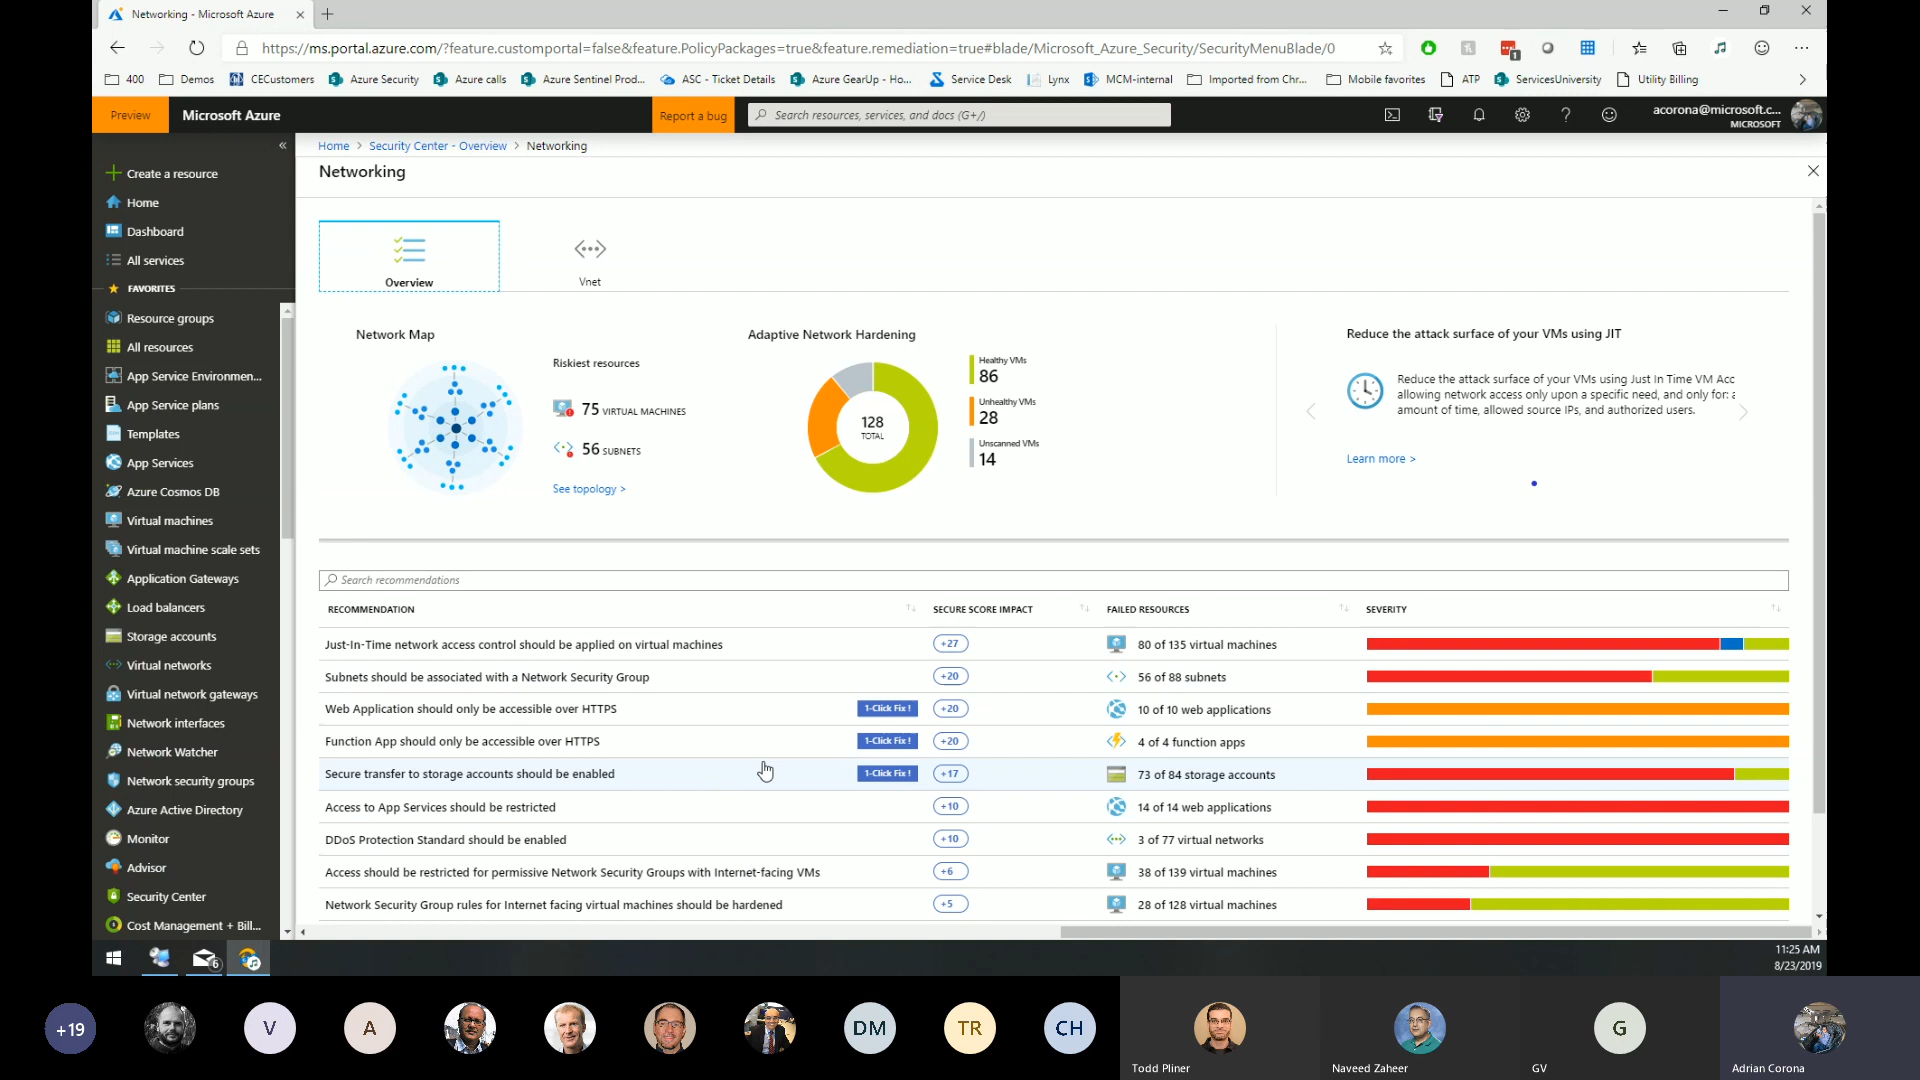 Networking - Microsoft Azure
https://ms.portal.azure.com/?feature.customportal=false&feature.PolicyPackages=true&feature.remediation=true#blade/Microsoft_Azure_Security/SecurityMenuBlade/0
1
400 Demos CECustomers Azure Security Azure calls Azure Sentinel Prod... ASC - Ticket Details Azure GearUp - Ho... Service Desk Lynx MCM-internal Imported from Chr... Mobile favorites ATP ServicesUniversity Utility Billing
Preview Microsoft Azure Report a bug Search resources, services, and docs (G+/) acorona@microsoft.c...
MICROSOFT
Home > Security Center - Overview > Networking
Networking
Create a resource
Home
Dashboard
All services
FAVORITES
Resource groups
All resources
App Service Environmen...
App Service plans
Templates
App Services
Azure Cosmos DB
Virtual machines
Virtual machine scale sets
Application Gateways
Load balancers
Storage accounts
Virtual networks
Virtual network gateways
Network interfaces
Network Watcher
Network security groups
Azure Active Directory
Monitor
Advisor
Security Center
Cost Management + Bill...
Overview
Vnet
Network Map
Riskiest resources
75 VIRTUAL MACHINES
56 SUBNETS
See topology >
Adaptive Network Hardening
128
TOTAL
Healthy VMs
86
Unhealthy VMs
28
Unscanned VMs
14
Reduce the attack surface of your VMs using JIT
Reduce the attack surface of your VMs using Just In Time VM Acc
allowing network access only upon a specific need, and only for: a
amount of time, allowed source IPs, and authorized users.
Learn more >
Search recommendations
RECOMMENDATION SECURE SCORE IMPACT FAILED RESOURCES SEVERITY
Just-In-Time network access control should be applied on virtual machines +27 80 of 135 virtual machines
Subnets should be associated with a Network Security Group +20 56 of 88 subnets
Web Application should only be accessible over HTTPS 1-Click Fix ! +20 10 of 10 web applications
Function App should only be accessible over HTTPS 1-Click Fix ! +20 4 of 4 function apps
Secure transfer to storage accounts should be enabled 1-Click Fix ! +17 73 of 84 storage accounts
Access to App Services should be restricted +10 14 of 14 web applications
DDoS Protection Standard should be enabled +10 3 of 77 virtual networks
Access should be restricted for permissive Network Security Groups with Internet-facing VMs +6 38 of 139 virtual machines
Network Security Group rules for Internet facing virtual machines should be hardened +5 28 of 128 virtual machines
6
11:25 AM
8/23/2019
+19 V A DM TR CH G
Todd Pliner Naveed Zaheer GV Adrian Corona